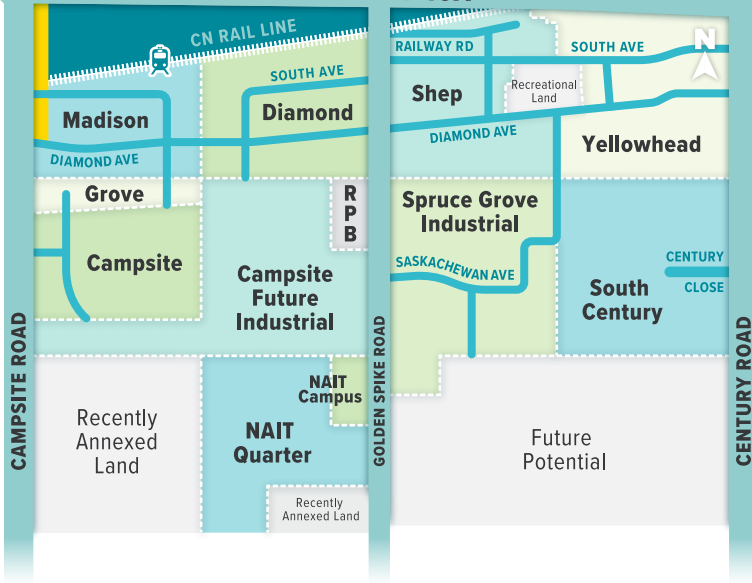 CN RAIL LINE
RAILWAY RD
SOUTH AVE
N
SOUTH AVE
Shep
Recreational
Land
Madison
Diamond
DIAMOND AVE
Yellowhead
DIAMOND AVE
Grove
R
P
B
Spruce Grove
Industrial
Campsite
SASKACHEWAN AVE
CENTURY
CLOSE
Campsite
Future
Industrial
South
Century
CAMPSITE ROAD
GOLDEN SPIKE ROAD
CENTURY ROAD
NAIT
Campus
Recently
Annexed
Land
NAIT
Quarter
Future
Potential
Recently
Annexed Land